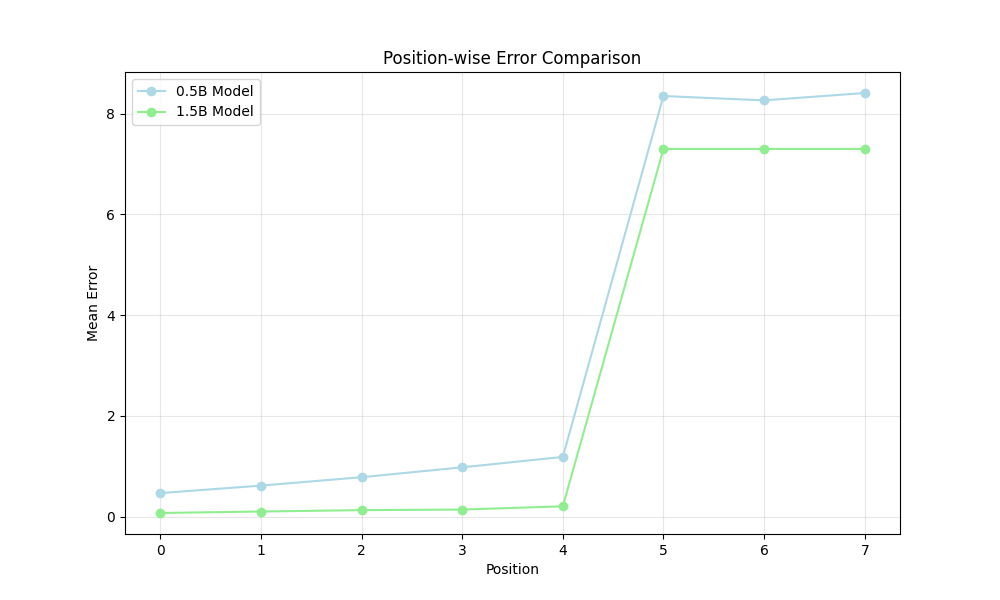 Position-wise Error Comparison
0.5B Model
1.5B Model
Mean Error
8
6
4
2
0
0 1 2 3 4 5 6 7
Position